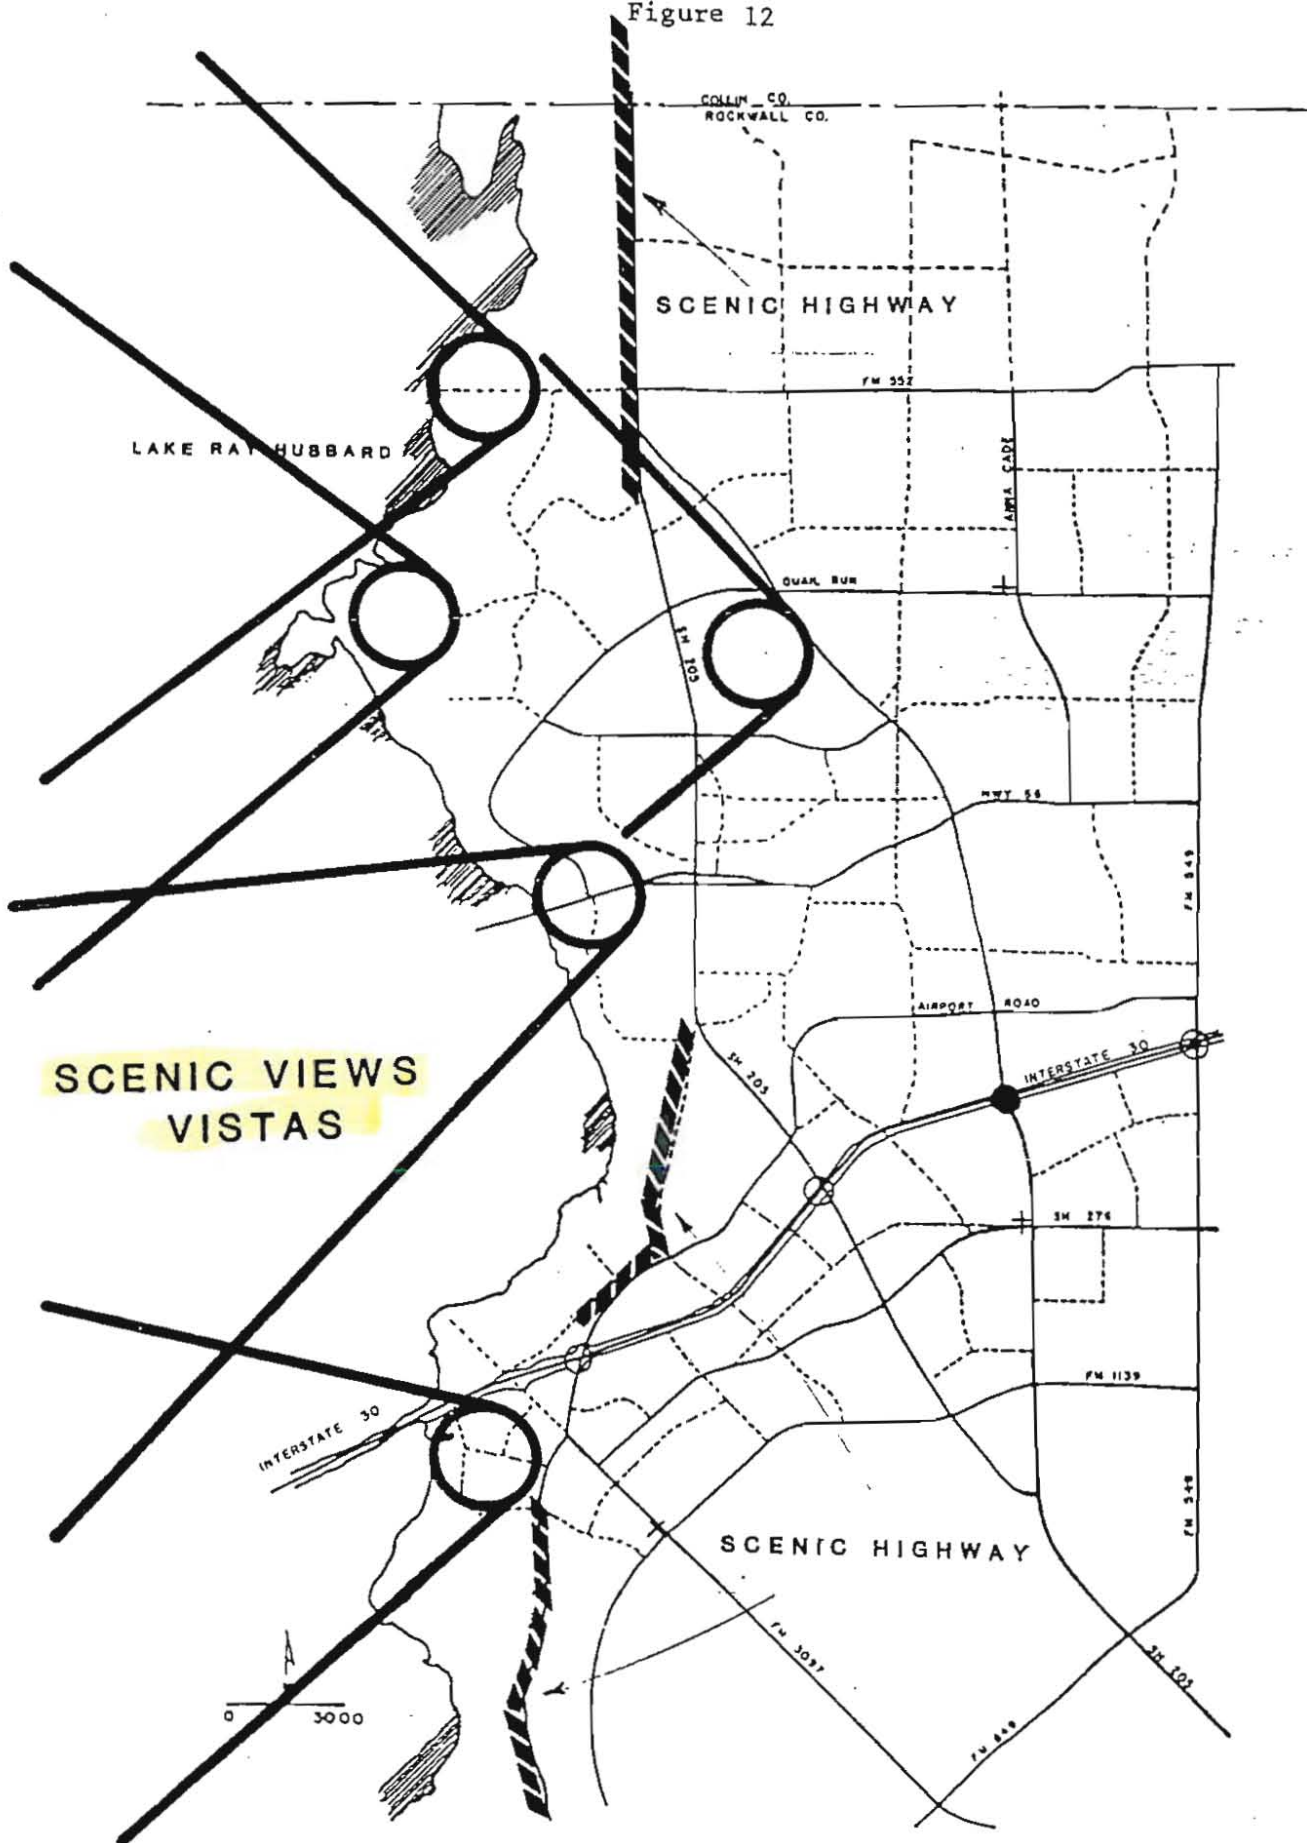 Figure 12
COLLIN CO.
ROCKWALL CO.
SCENIC HIGHWAY
FM 552
LAKE RAY HUBBARD
ANNA CADE
QUAIL RUN
SH 205
HWY 66
FM 549
AIRPORT ROAD
INTERSTATE 30
SCENIC VIEWS
VISTAS
SH 205
SH 276
FM 1139
INTERSTATE 30
FM 549
SCENIC HIGHWAY
FM 3097
SH 205
0 3000
FM 549